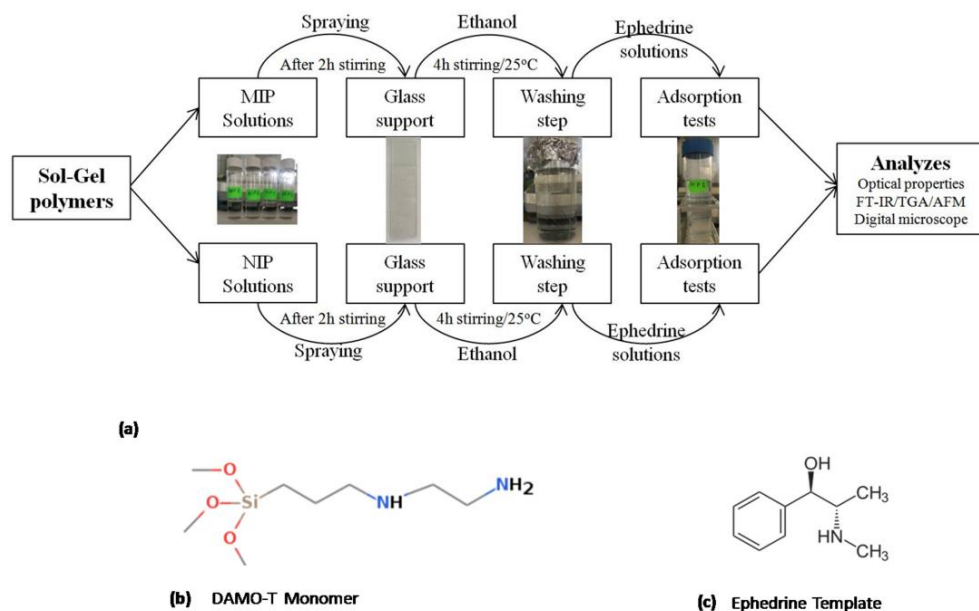 Spraying
Ethanol
Ephedrine
solutions
After 2h stirring
4h stirring/25°C
MIP
Solutions
Glass
support
Washing
step
Adsorption
tests
Sol-Gel
polymers
Analyzes
Optical properties
FT-IR/TGA/AFM
Digital microscope
NIP
Solutions
Glass
support
Washing
step
Adsorption
tests
After 2h stirring
4h stirring/25°C
Spraying
Ethanol
Ephedrine
solutions
(a)
O
O
Si
O
NH
NH2
OH
CH3
HN
CH3
(b) DAMO-T Monomer
(c) Ephedrine Template